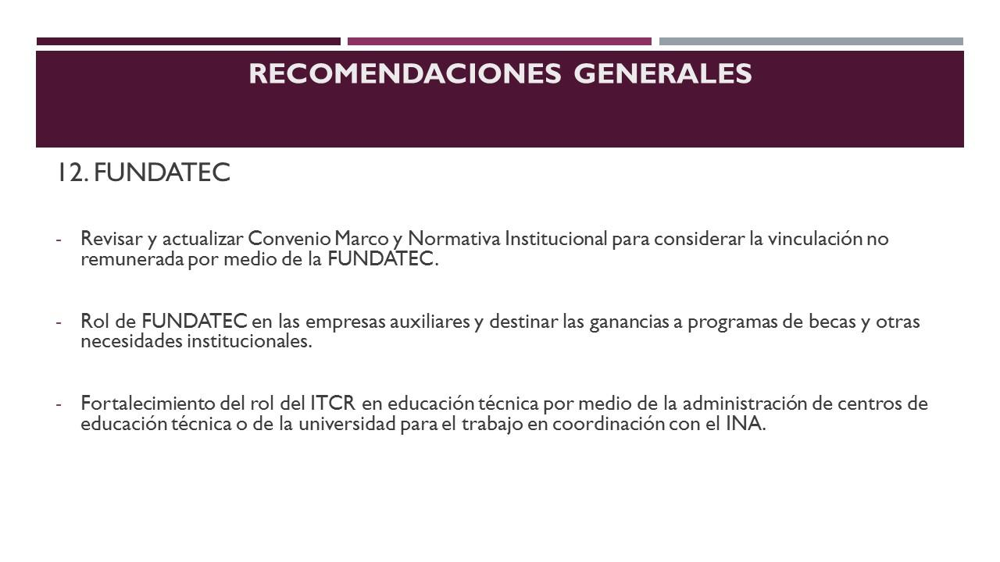 RECOMENDACIONES GENERALES
12. FUNDATEC
- Revisar y actualizar Convenio Marco y Normativa Institucional para considerar la vinculación no
remunerada por medio de la FUNDATEC.
- Rol de FUNDATEC en las empresas auxiliares y destinar las ganancias a programas de becas y otras
necesidades institucionales.
- Fortalecimiento del rol del ITCR en educación técnica por medio de la administración de centros de
educación técnica o de la universidad para el trabajo en coordinación con el INA.